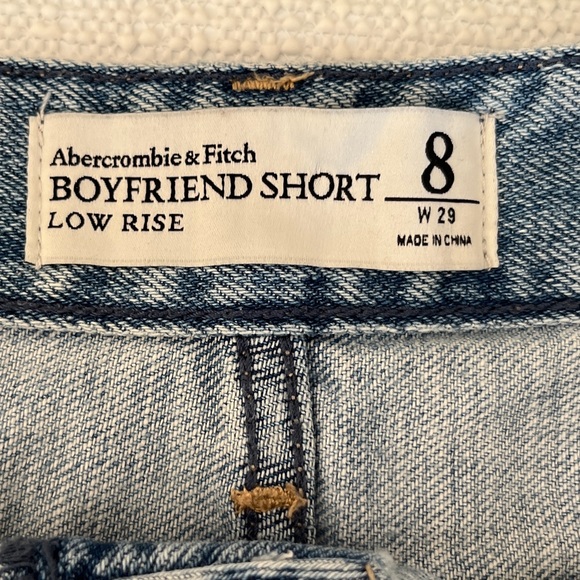 Abercrombie & Fitch
BOYFRIEND SHORT
LOW RISE
8
W 29
MADE IN CHINA